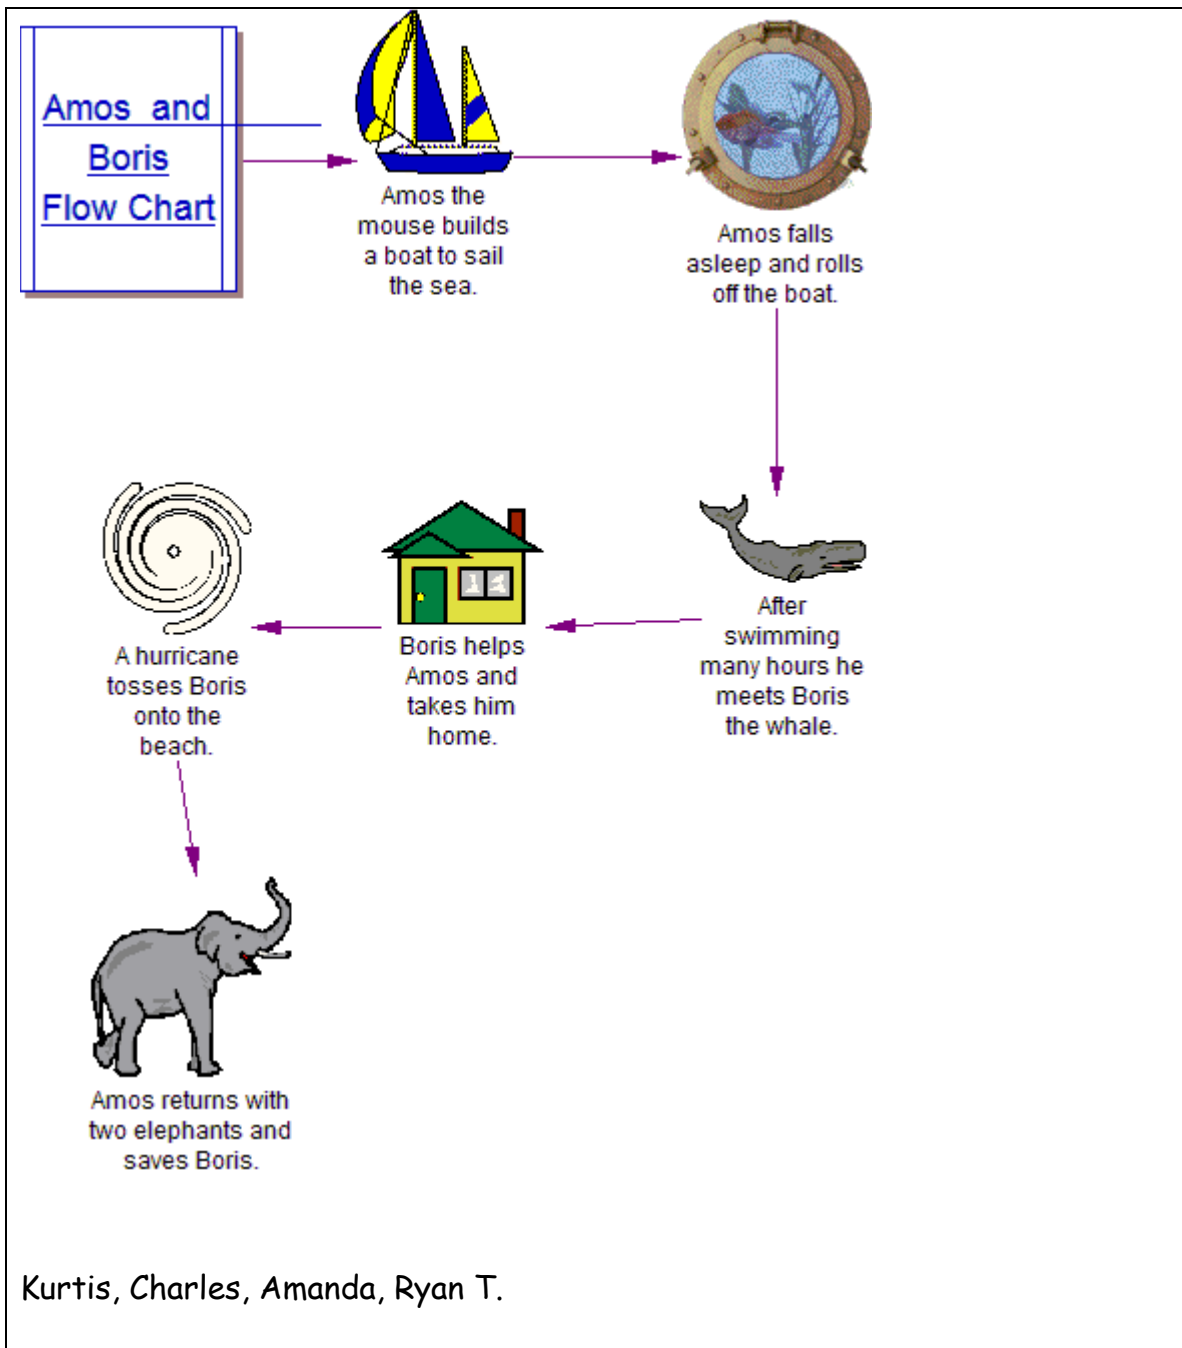 Amos and
Boris
Flow Chart
Amos the
mouse builds
a boat to sail
the sea.
Amos falls
asleep and rolls
off the boat.
After
swimming
many hours he
meets Boris
the whale.
Boris helps
Amos and
takes him
home.
A hurricane
tosses Boris
onto the
beach.
Amos returns with
two elephants and
saves Boris.
Kurtis, Charles, Amanda, Ryan T.